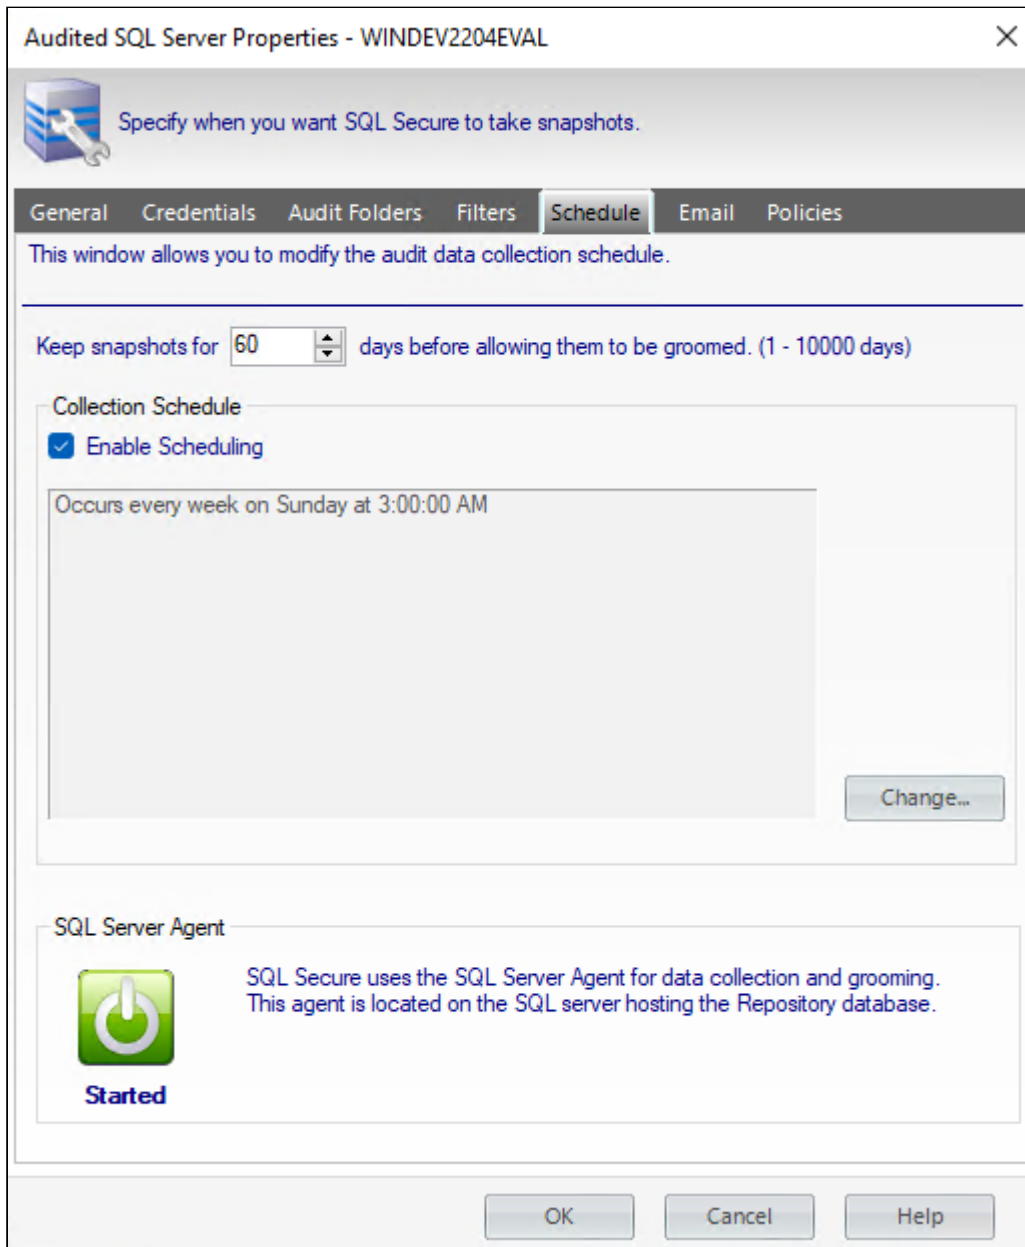 Audited SQL Server Properties - WINDEV2204EVAL
Specify when you want SQL Secure to take snapshots.
General Credentials Audit Folders Filters Schedule Email Policies
This window allows you to modify the audit data collection schedule.
Keep snapshots for 60 days before allowing them to be groomed. (1 - 10000 days)
Collection Schedule
Enable Scheduling
Occurs every week on Sunday at 3:00:00 AM
Change...
SQL Server Agent
SQL Secure uses the SQL Server Agent for data collection and grooming.
This agent is located on the SQL server hosting the Repository database.
Started
OK Cancel Help